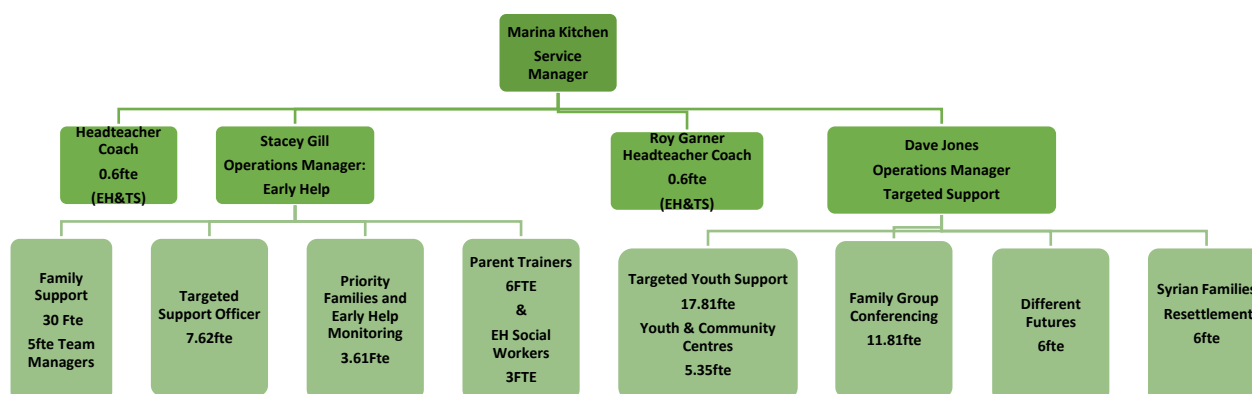 Marina Kitchen
Service
Manager
Headteacher
Coach
0.6fte
(EH&TS)
Stacey Gill
Operations Manager:
Early Help
Roy Garner
Headteacher Coach
0.6fte
(EH&TS)
Dave Jones
Operations Manager
Targeted Support
Family
Support
30 Fte
5fte Team
Managers
Targeted
Support Officer
7.62fte
Priority
Families and
Early Help
Monitoring
3.61Fte
Parent Trainers
6FTE
&
EH Social
Workers
3FTE
Targeted Youth Support
17.81fte
Youth & Community
Centres
5.35fte
Family Group
Conferencing
11.81fte
Different
Futures
6fte
Syrian Families
Resettlement
6fte